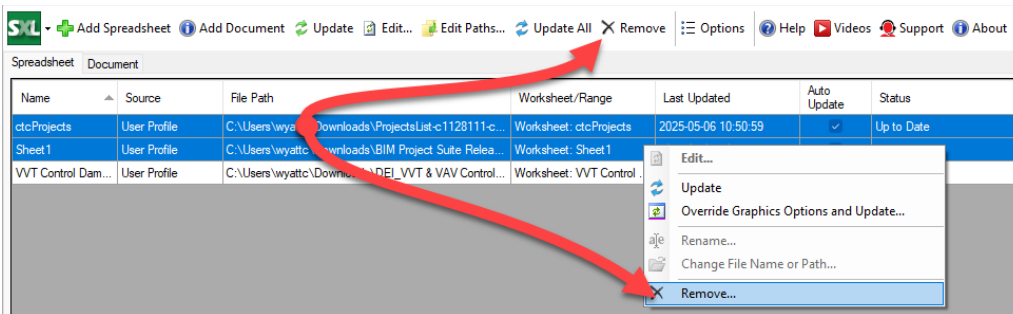 SXL Add Spreadsheet Add Document Update Edit... Edit Paths... Update All Remove Options Help Videos Support About
Spreadsheet Document
Name Source File Path Worksheet/Range Last Updated Auto Update Status
ctcProjects User Profile C:\Users\wyattc\Downloads\ProjectsList-c1128111-c... Worksheet: ctcProjects 2025-05-06 10:50:59 Up to Date
Sheet1 User Profile C:\Users\wyattc\Downloads\BIM Project Suite Relea... Worksheet: Sheet1
VVT Control Dam... User Profile C:\Users\wyattc\Downloads\DEI_VVT & VAV Control... Worksheet: VVT Control
Edit...
Update
Override Graphics Options and Update...
Rename...
Change File Name or Path...
Remove...